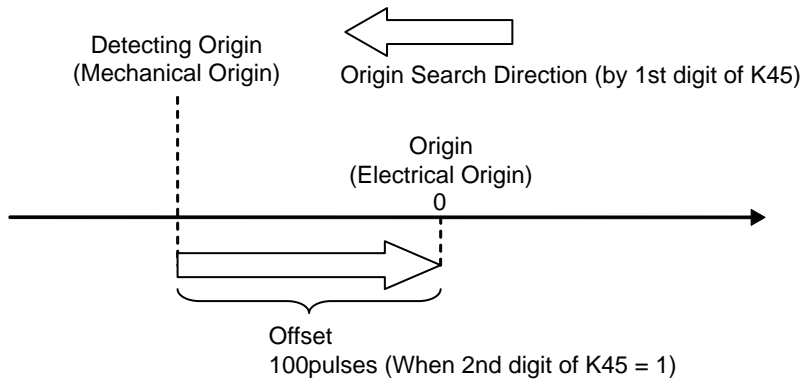 Detecting Origin
(Mechanical Origin)
Origin Search Direction (by 1st digit of K45)
Origin
(Electrical Origin)
0
Offset
100pulses (When 2nd digit of K45 = 1)